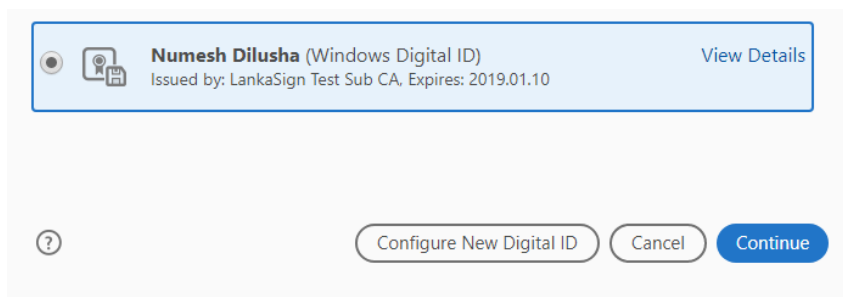 Numesh Dilusha (Windows Digital ID) View Details
Issued by: LankaSign Test Sub CA, Expires: 2019.01.10
? Configure New Digital ID Cancel Continue